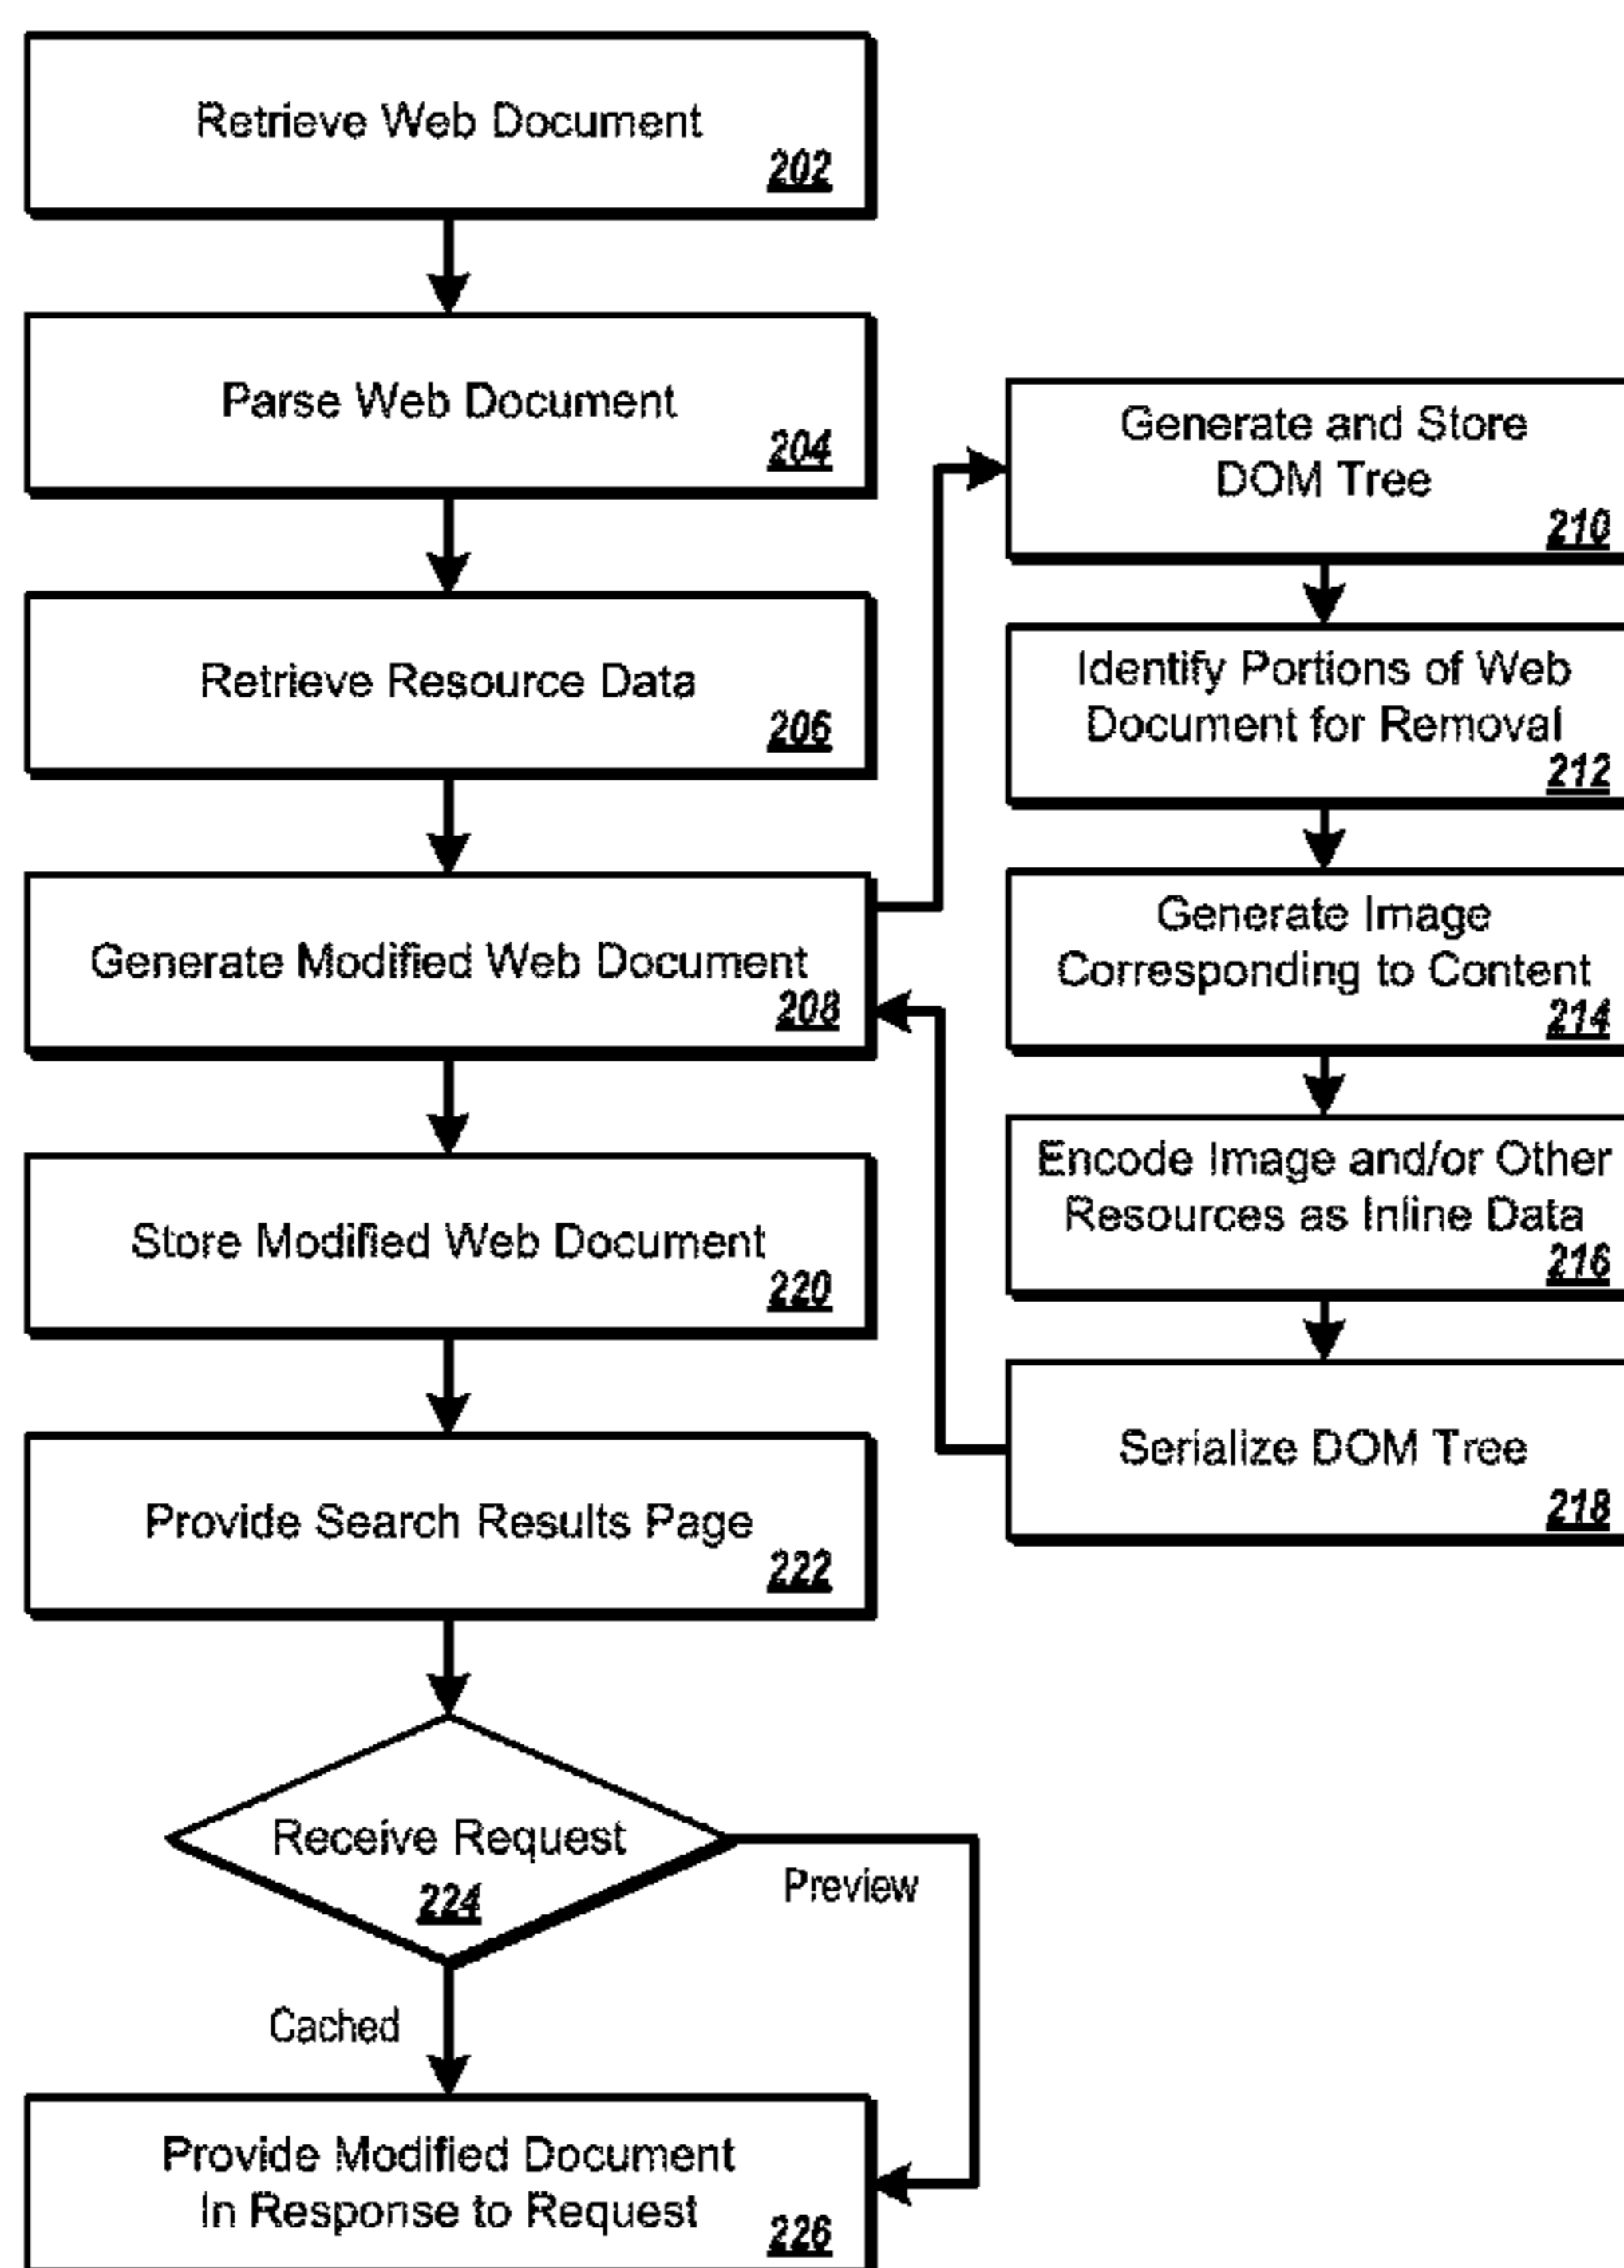 Retrieve Web Document
202
Parse Web Document
204
Retrieve Resource Data
206
Generate Modified Web Document
208
Generate and Store
DOM Tree
210
Identify Portions of Web
Document for Removal
212
Generate Image
Corresponding to Content
214
Encode Image and/or Other
Resources as Inline Data
216
Serialize DOM Tree
218
Store Modified Web Document
220
Provide Search Results Page
222
Receive Request
224
Preview
Cached
Provide Modified Document
In Response to Request
226